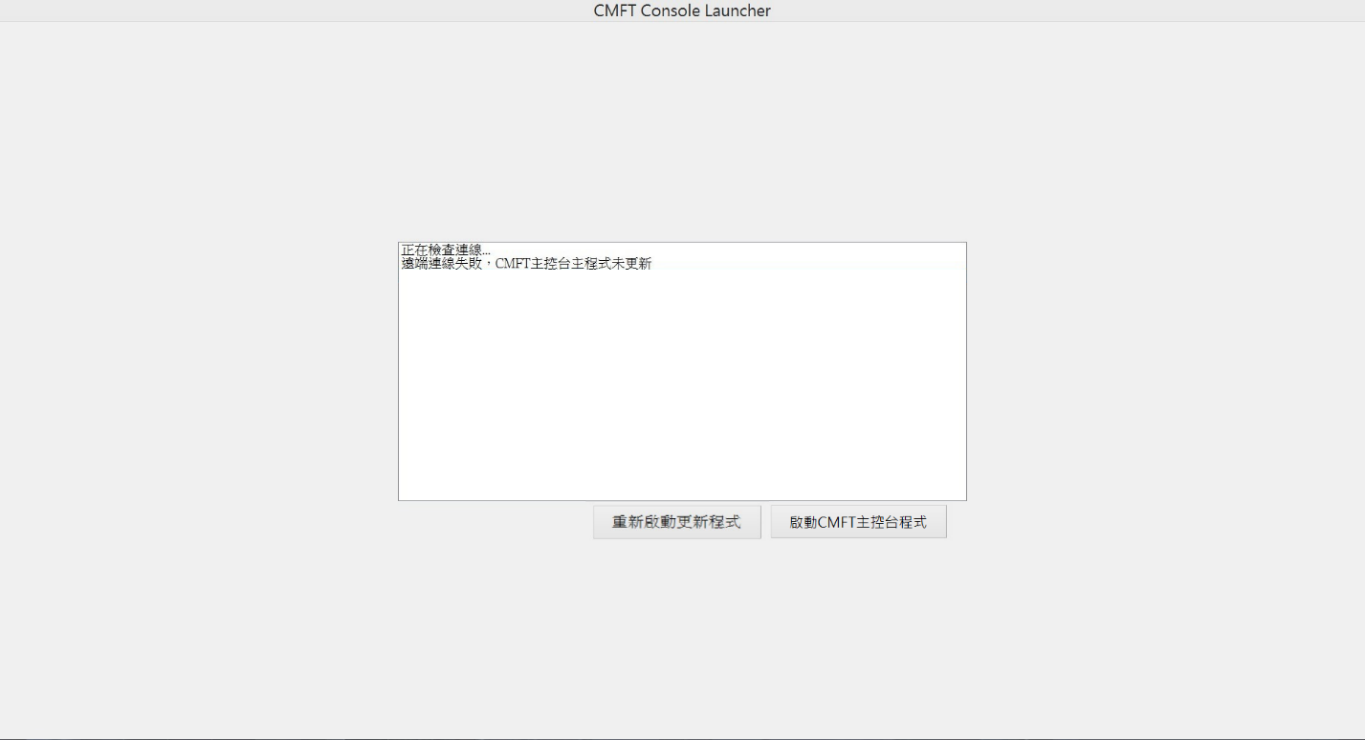 CMFT Console Launcher
正在檢查連線...
遠端連線失敗，CMFT主控台主程式未更新
重新啟動更新程式
啟動CMFT主控台程式